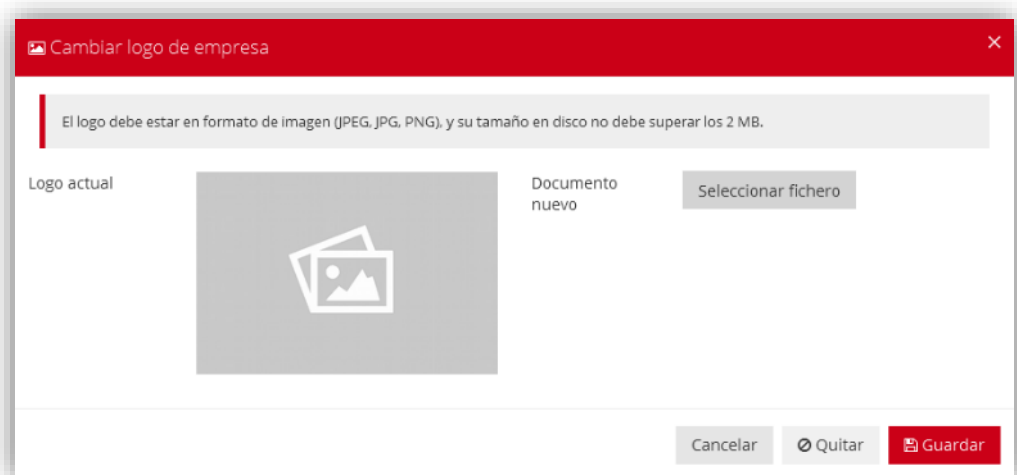 Cambiar logo de empresa
El logo debe estar en formato de imagen (JPEG, JPG, PNG), y su tamaño en disco no debe superar los 2 MB.
Logo actual
Documento
nuevo
Seleccionar fichero
Cancelar
Quitar
Guardar